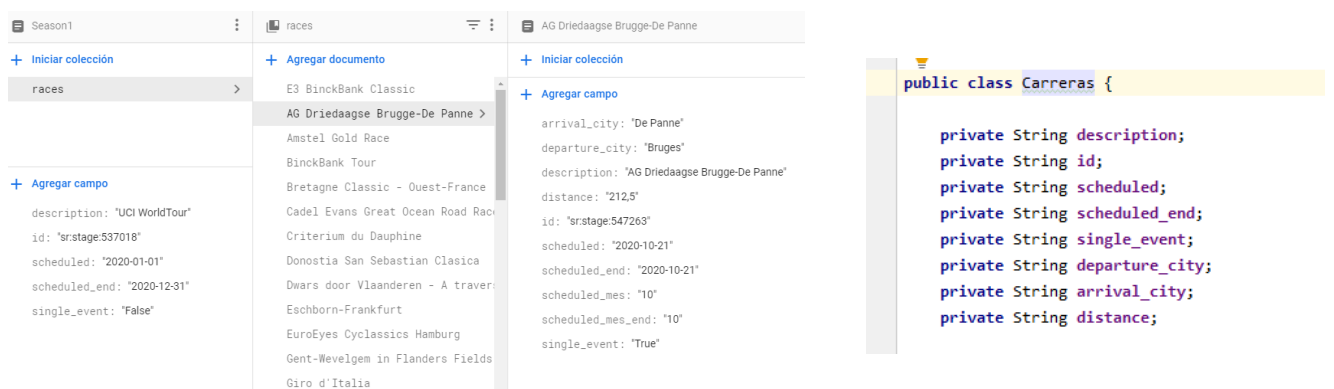 Season1
Iniciar colección
races
Agregar campo
description: "UCI WorldTour"
id: "sr:stage:537018"
scheduled: "2020-01-01"
scheduled_end: "2020-12-31"
single_event: "False"
races
Agregar documento
E3 BinckBank Classic
AG Driedaagse Brugge-De Panne
Amstel Gold Race
BinckBank Tour
Bretagne Classic - Ouest-France
Cadel Evans Great Ocean Road Rac
Criterium du Dauphine
Donostia San Sebastian Clasica
Dwars door Vlaanderen - A traver
Eschborn-Frankfurt
EuroEyes Cyclassics Hamburg
Gent-Wevelgem in Flanders Fields
Giro d'Italia
AG Driedaagse Brugge-De Panne
Iniciar colección
Agregar campo
arrival_city: "De Panne"
departure_city: "Bruges"
description: "AG Driedaagse Brugge-De Panne"
distance: "212,5"
id: "sr:stage:547263"
scheduled: "2020-10-21"
scheduled_end: "2020-10-21"
scheduled_mes: "10"
scheduled_mes_end: "10"
single_event: "True"
public class Carreras {
private String description;
private String id;
private String scheduled;
private String scheduled_end;
private String single_event;
private String departure_city;
private String arrival_city;
private String distance;